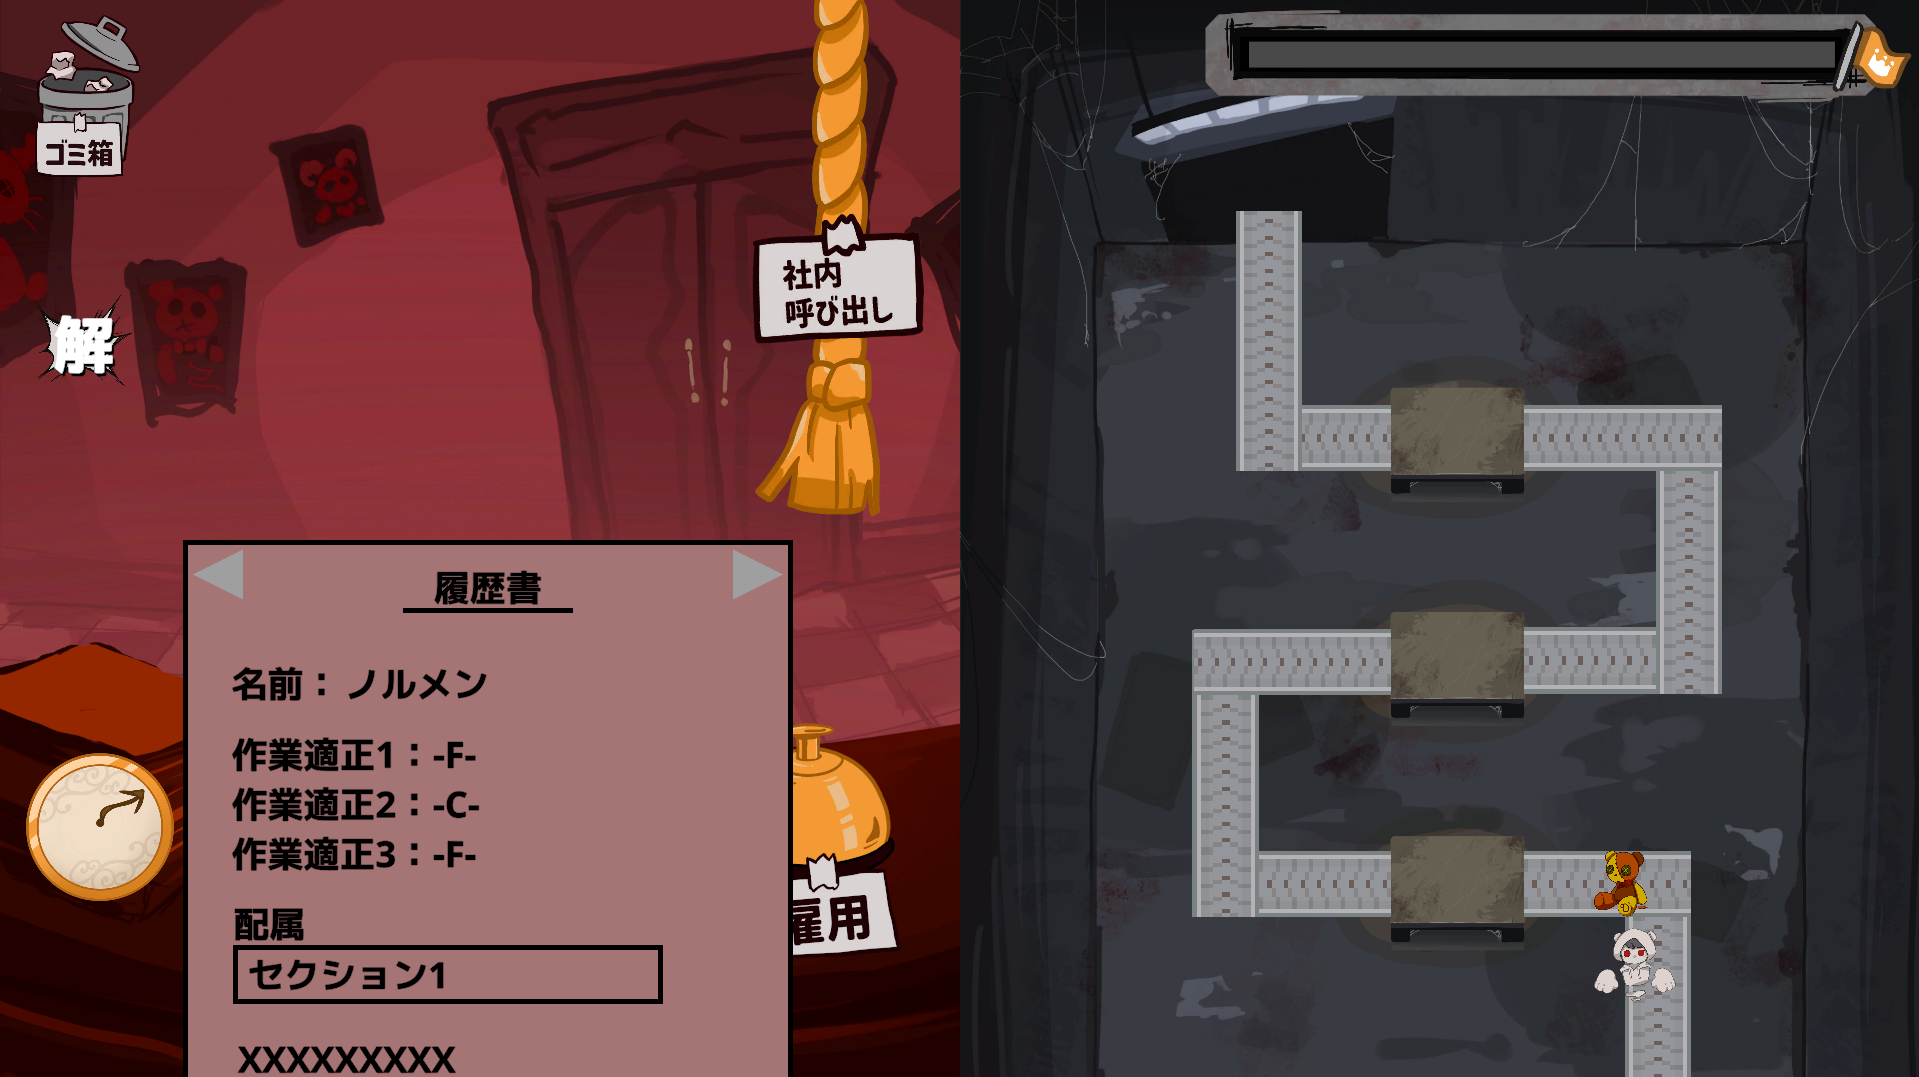 ゴミ箱
解
社内
呼び出し
履歴書
名前：ノルメン
作業適正1：-F-
作業適正2：-C-
作業適正3：-F-
配属
セクション1
XXXXXXXXX
雇用